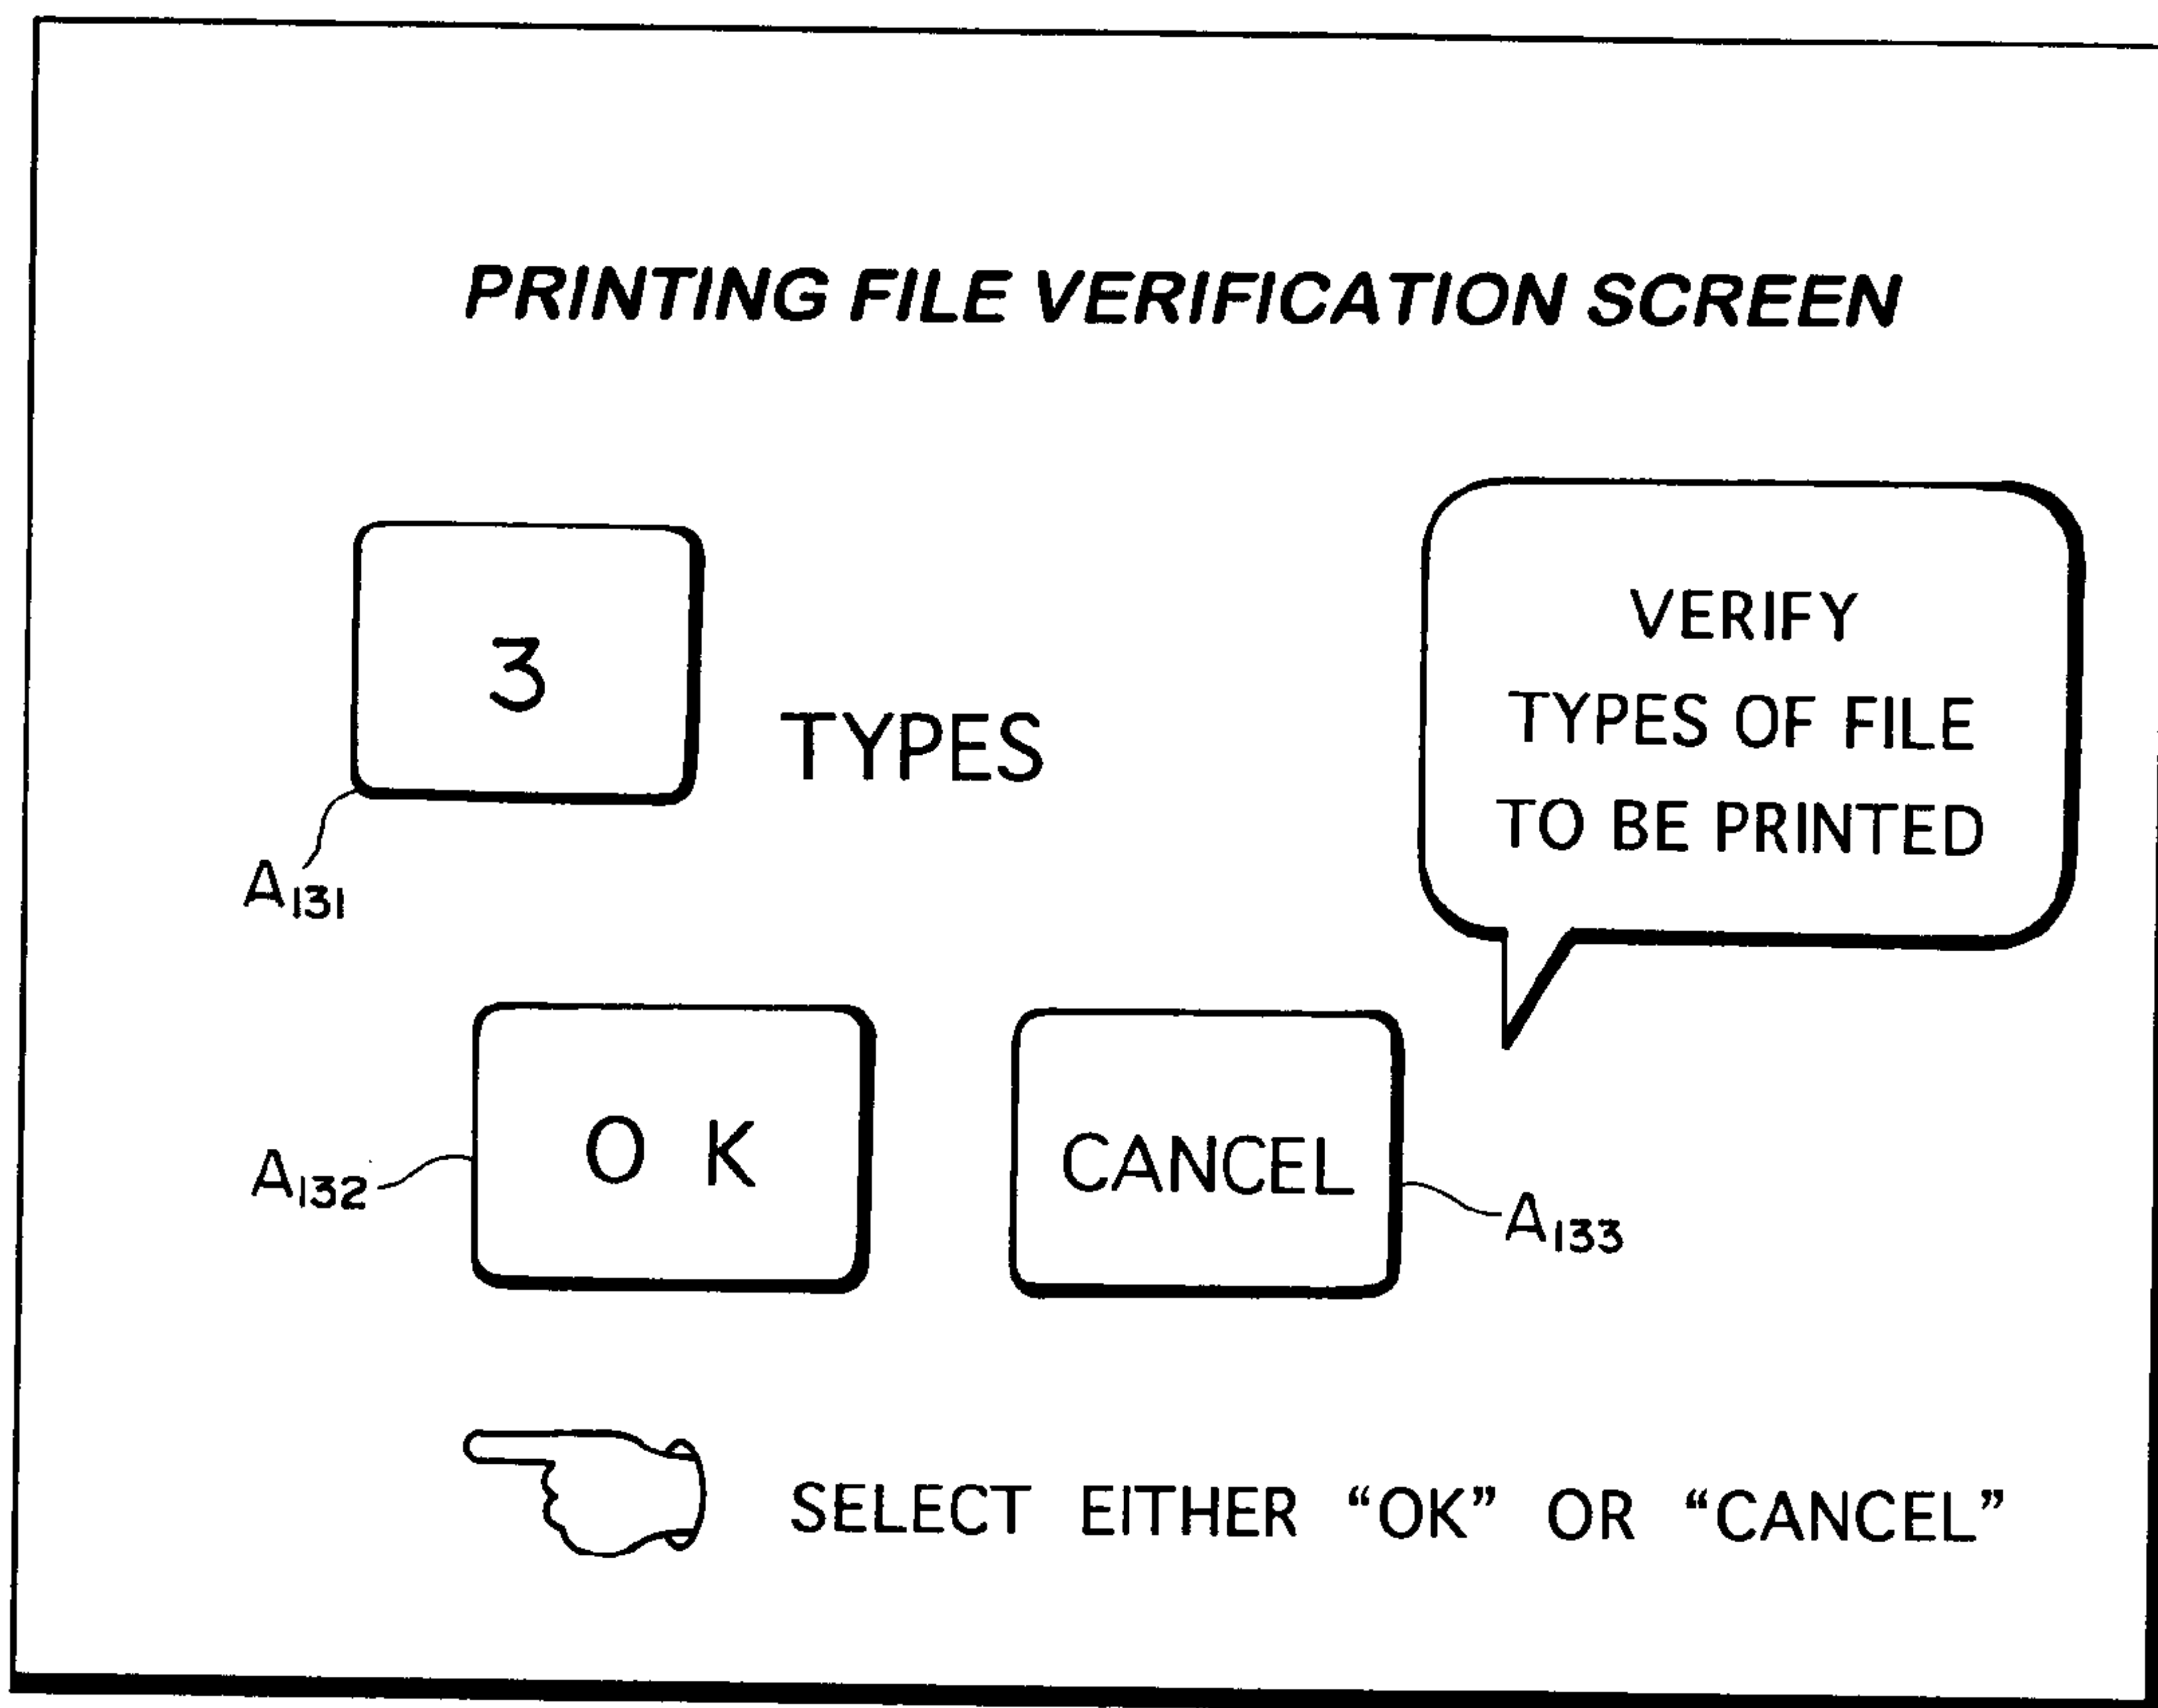 PRINTING FILE VERIFICATION SCREEN
3
TYPES
VERIFY
TYPES OF FILE
TO BE PRINTED
A131
OK
CANCEL
A132
A133
SELECT EITHER “OK” OR “CANCEL”